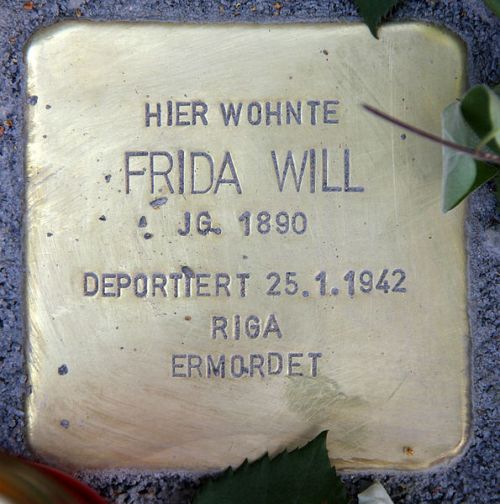 HIER WOHNTE
FRIDA WILL
JG. 1890
DEPORTIERT 25.1.1942
RIGA
ERMORDET